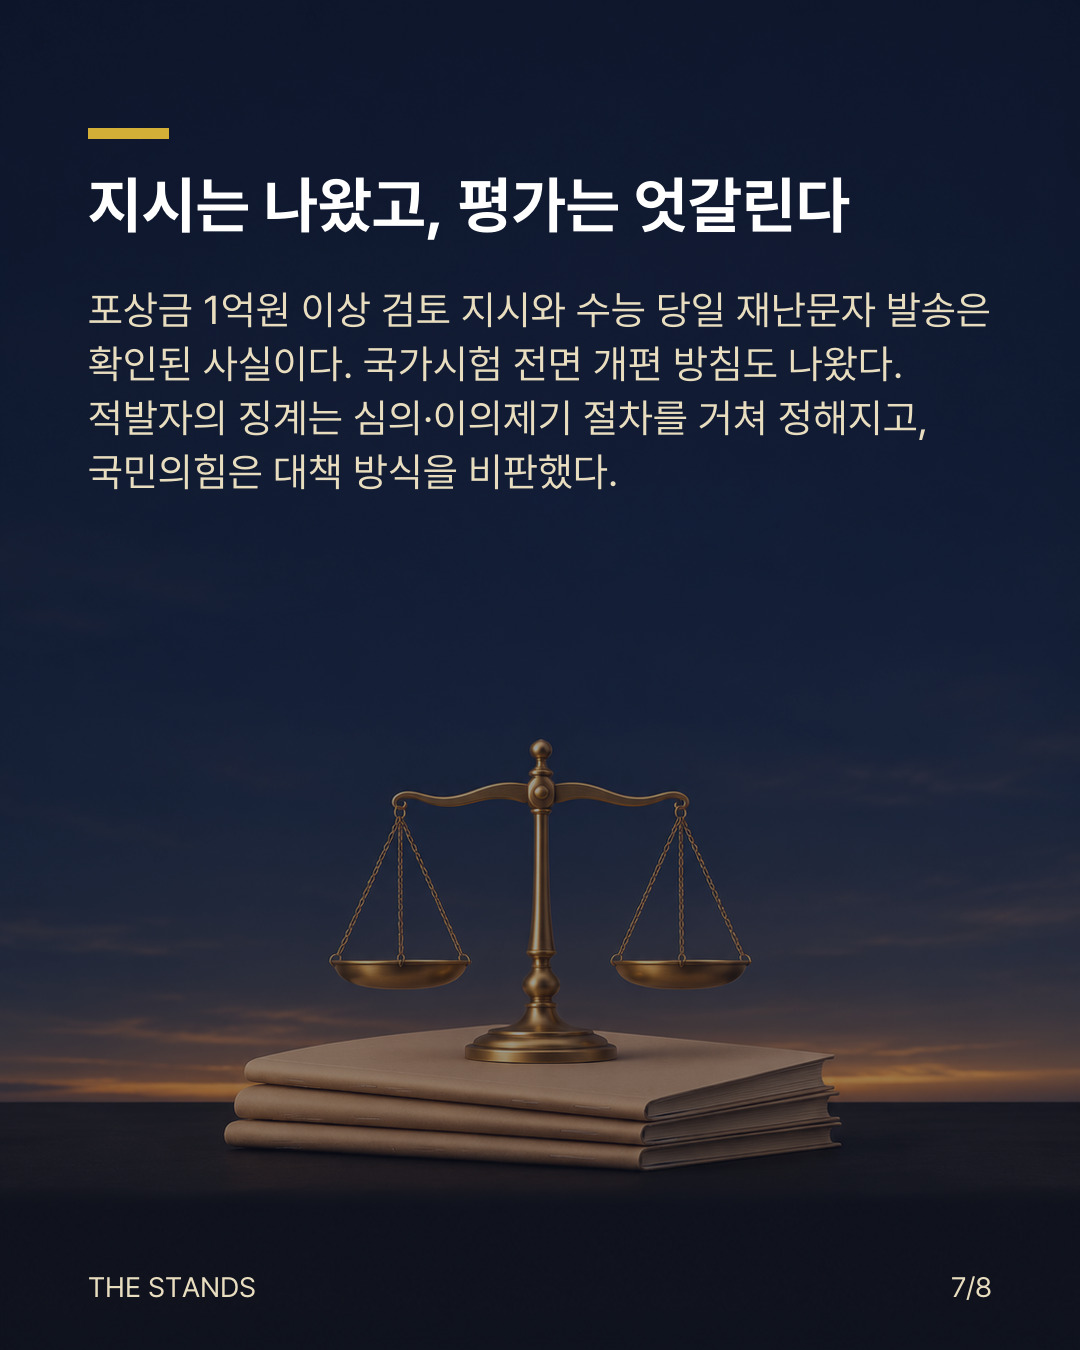 지시는 나왔고, 평가는 엇갈린다
포상금 1억원 이상 검토 지시와 수능 당일 재난문자 발송은
확인된 사실이다. 국가시험 전면 개편 방침도 나왔다.
적발자의 징계는 심의·이의제기 절차를 거쳐 정해지고,
국민의힘은 대책 방식을 비판했다.
THE STANDS
7/8